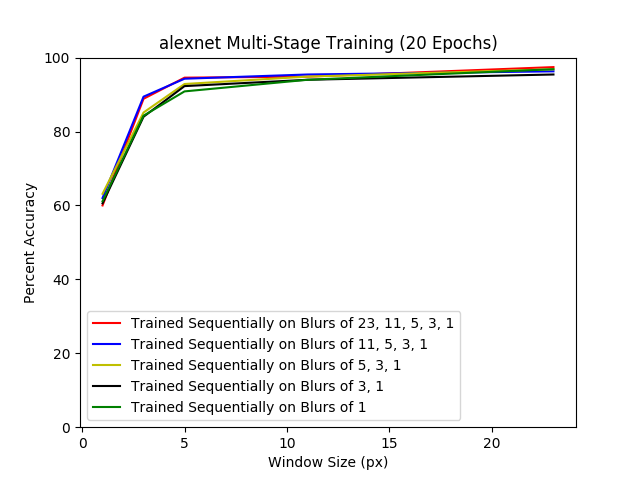 alexnet Multi-Stage Training (20 Epochs)
100
80
60
40
20
0
Percent Accuracy
Trained Sequentially on Blurs of 23, 11, 5, 3, 1
Trained Sequentially on Blurs of 11, 5, 3, 1
Trained Sequentially on Blurs of 5, 3, 1
Trained Sequentially on Blurs of 3, 1
Trained Sequentially on Blurs of 1
0 5 10 15 20
Window Size (px)